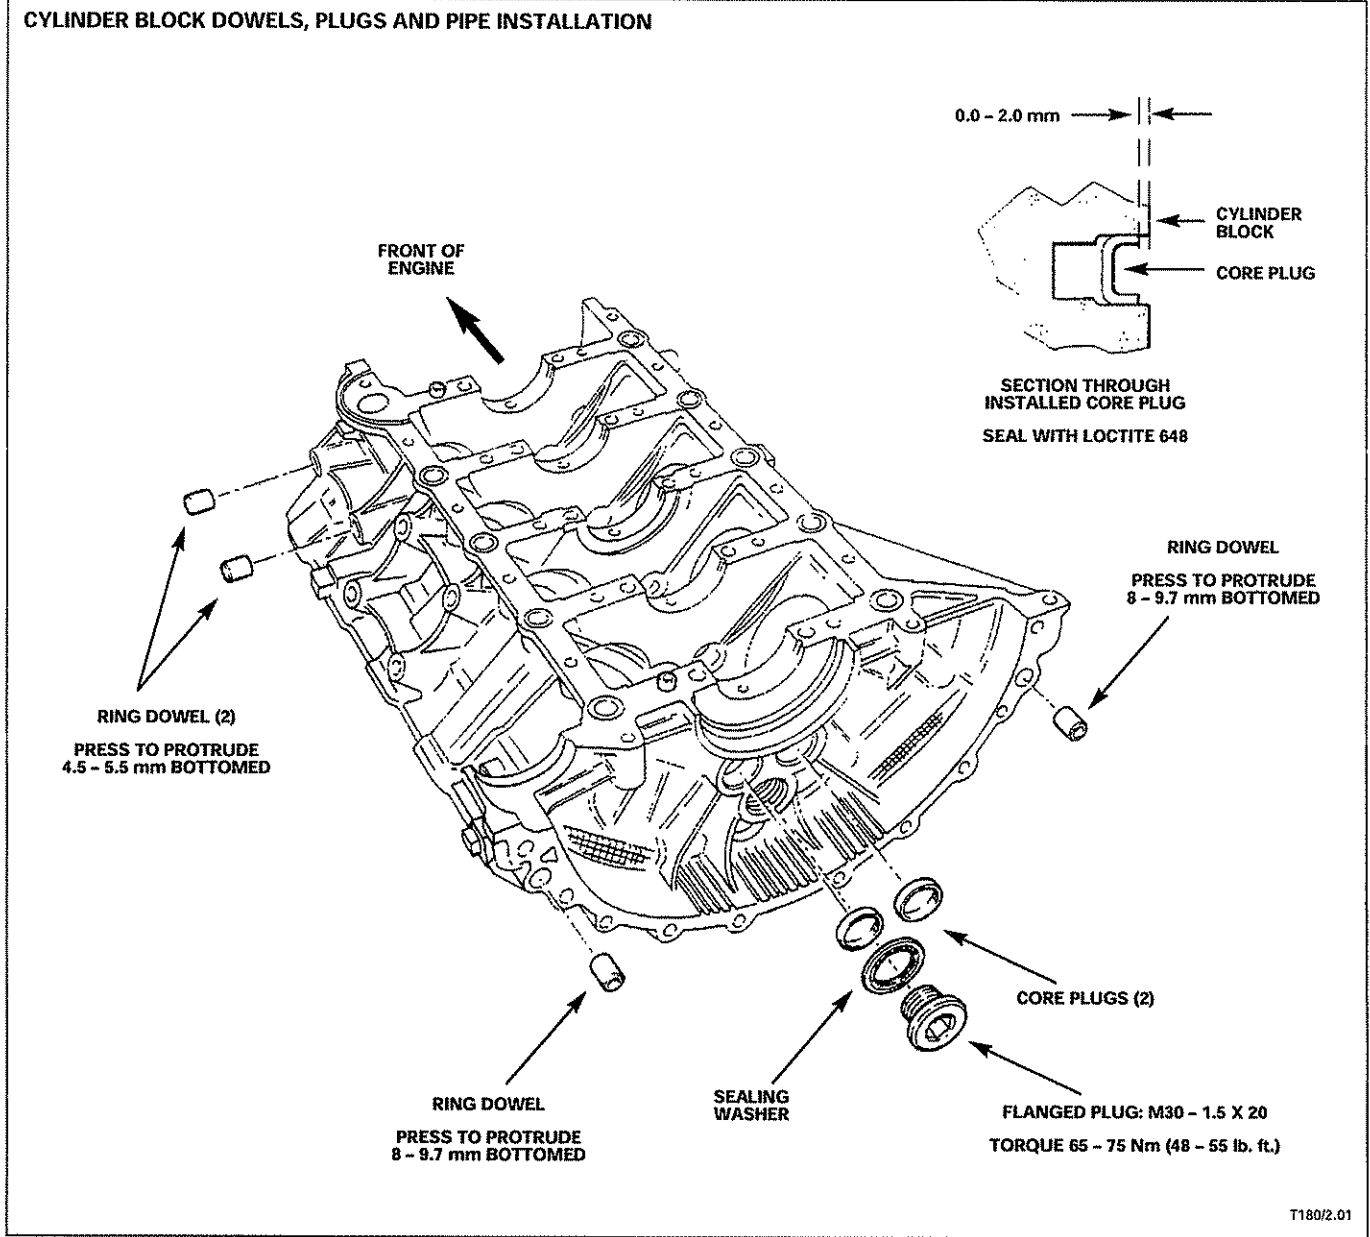 CYLINDER BLOCK DOWELS, PLUGS AND PIPE INSTALLATION
0.0 – 2.0 mm
CYLINDER
BLOCK
CORE PLUG
SECTION THROUGH
INSTALLED CORE PLUG
SEAL WITH LOCTITE 648
FRONT OF
ENGINE
RING DOWEL
PRESS TO PROTRUDE
8 – 9.7 mm BOTTOMED
RING DOWEL (2)
PRESS TO PROTRUDE
4.5 – 5.5 mm BOTTOMED
CORE PLUGS (2)
SEALING
WASHER
RING DOWEL
PRESS TO PROTRUDE
8 – 9.7 mm BOTTOMED
FLANGED PLUG: M30 – 1.5 X 20
TORQUE 65 – 75 Nm (48 – 55 lb. ft.)
T180/2.01